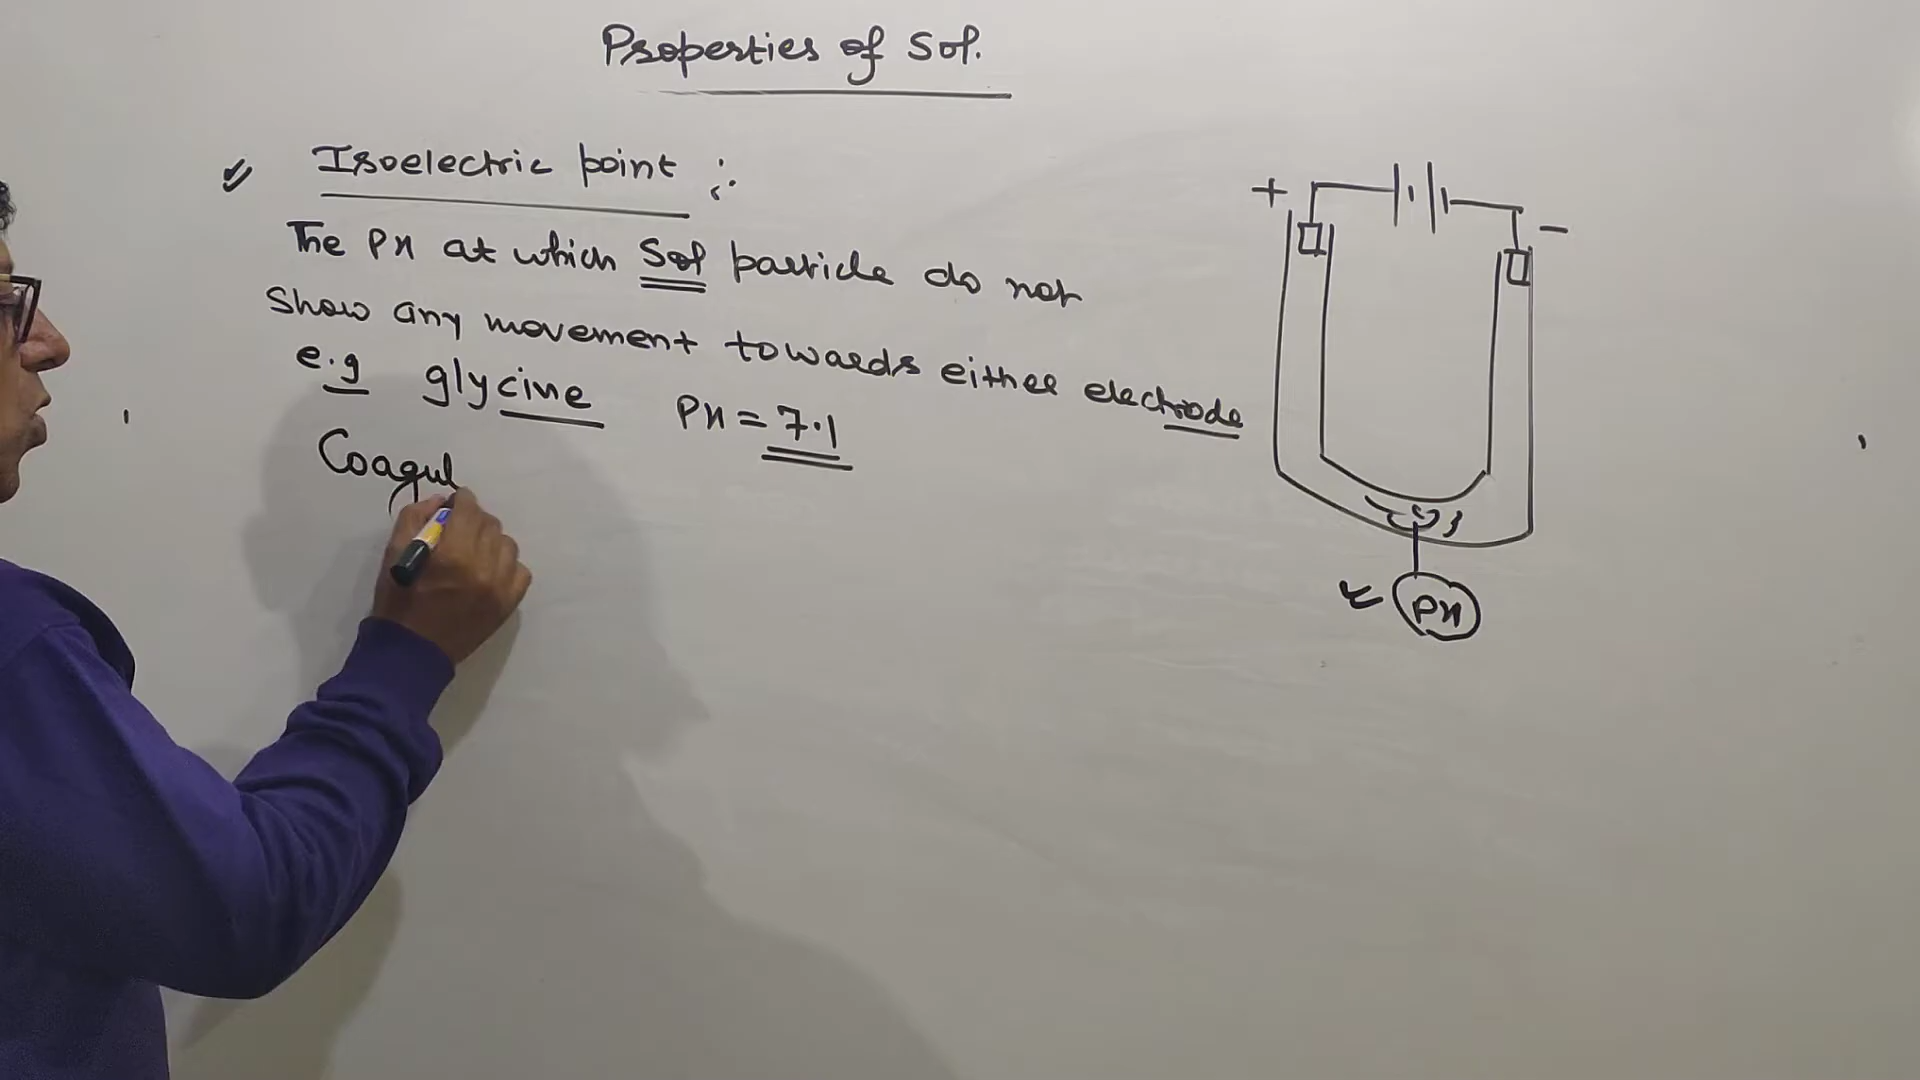 Properties of Sol.
Isoelectric point :-
The PH at which Sol particle do not
show any movement towards either electrode
e.g glycine PH = 7.1
Coagul
+
-
PH